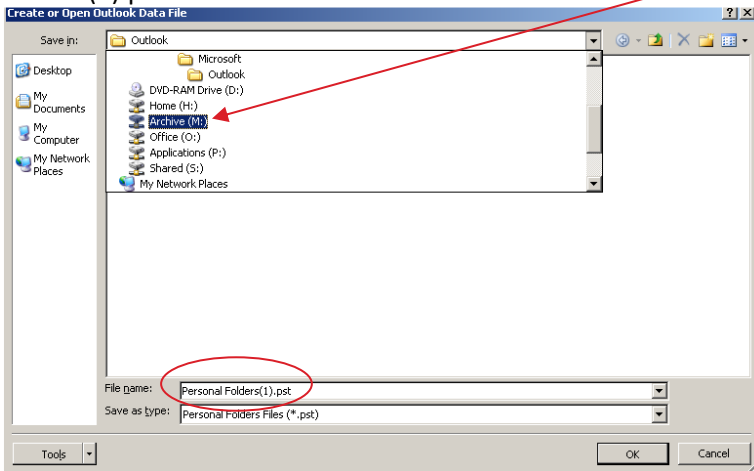 Create or Open Outlook Data File
Save in:
Outlook
Microsoft
Outlook
DVD-RAM Drive (D:)
Home (H:)
Archive (M:)
Office (O:)
Applications (P:)
Shared (S:)
My Network Places
Desktop
My Documents
My Computer
My Network Places
File name:
Personal Folders(1).pst
Save as type:
Personal Folders Files (*.pst)
Tools
OK
Cancel